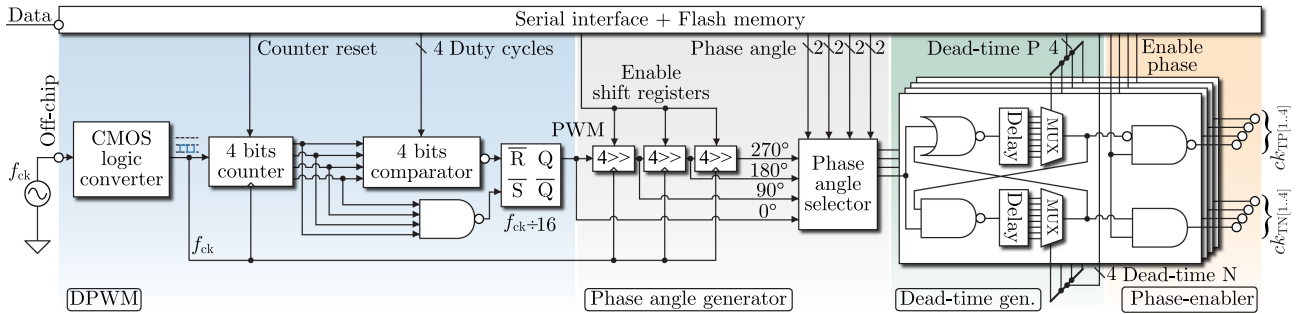 Data
Serial interface + Flash memory
Counter reset
4 Duty cycles
Phase angle 2 2 2 2
Dead-time P 4
Enable phase
Enable shift registers
Off-chip
f_ck
CMOS logic converter
4 bits counter
4 bits comparator
R Q
S Q
f_ck÷16
PWM
4>> 4>> 4>>
270°
180°
90°
0°
Phase angle selector
Delay
MUX
Delay
MUX
ck_TP[1..4]
ck_TN[1..4]
f_ck
4 Dead-time N
DPWM
Phase angle generator
Dead-time gen.
Phase-enabler